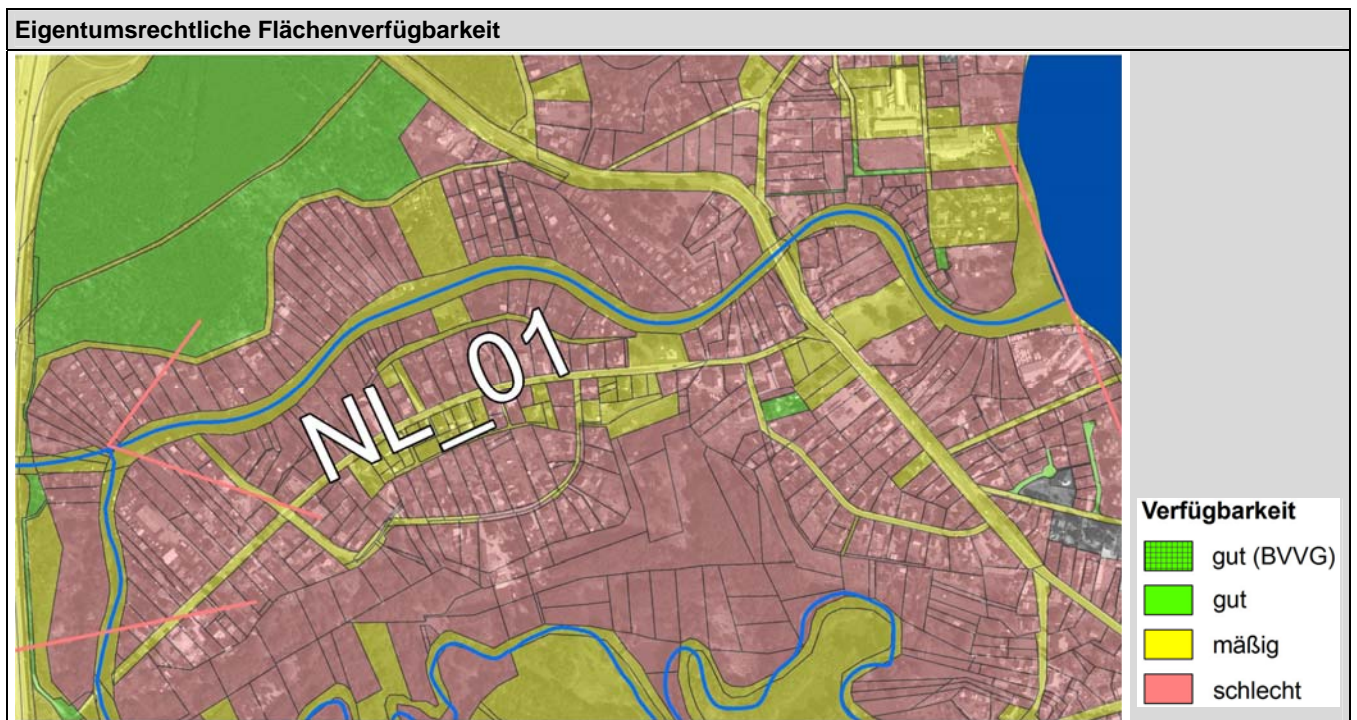 Eigentumsrechtliche Flächenverfügbarkeit
NL_01
Verfügbarkeit
gut (BVVG)
gut
mäßig
schlecht